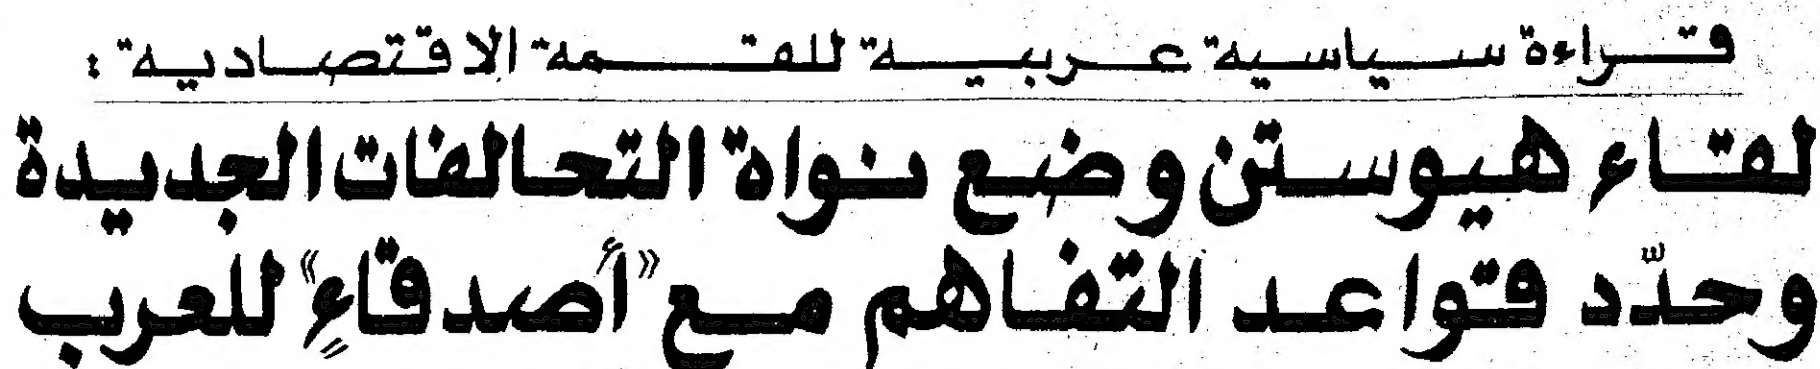 قراءة سياسية عربية للقمة الاقتصادية :
لقاء هيوستن وضع نواة التحالفات الجديدة
وحدّد قواعد التفاهم مع «أصدقاءٍ» للعرب